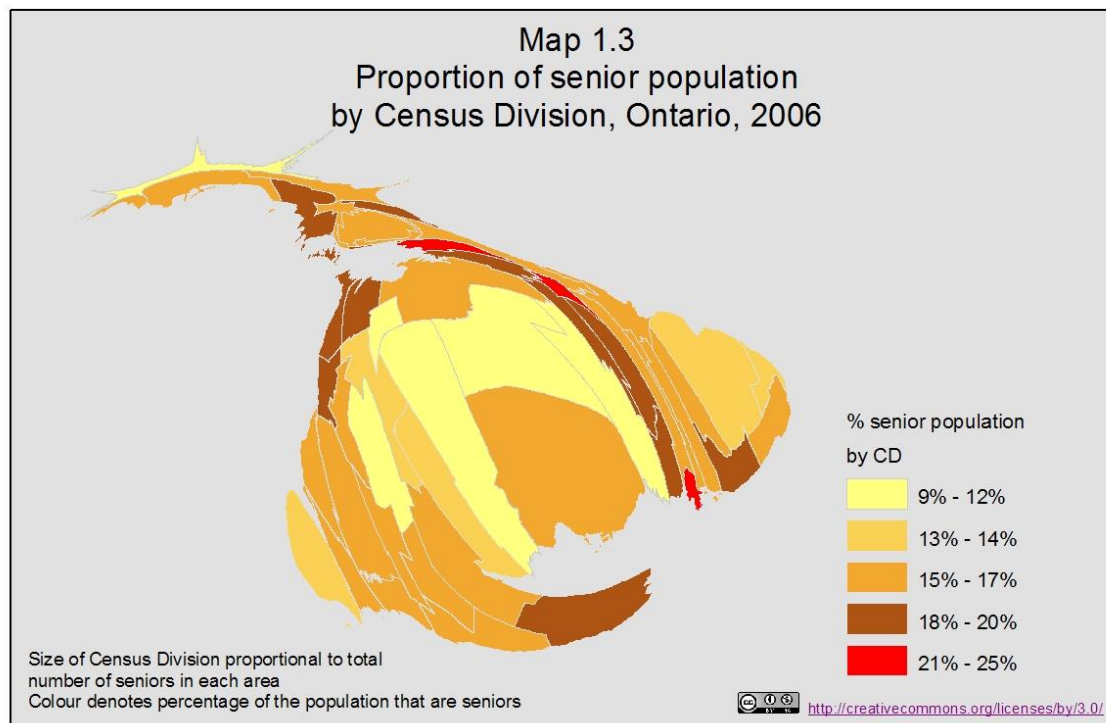 Map 1.3
Proportion of senior population
by Census Division, Ontario, 2006
% senior population
by CD
9% - 12%
13% - 14%
15% - 17%
18% - 20%
21% - 25%
Size of Census Division proportional to total
number of seniors in each area
Colour denotes percentage of the population that are seniors
http://creativecommons.org/licenses/by/3.0/